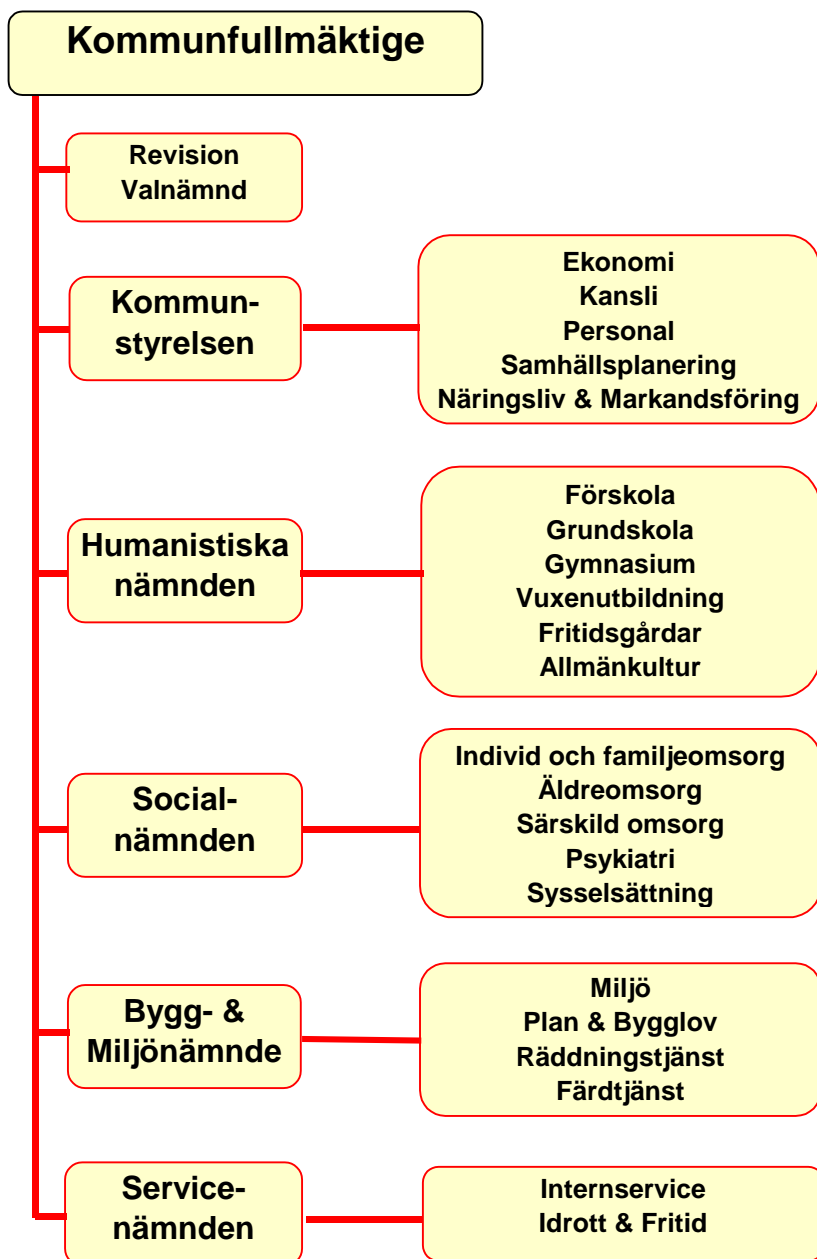 Kommunfullmäktige
Revision
Valnämnd
Kommun-
styrelsen
Ekonomi
Kansli
Personal
Samhällsplanering
Näringsliv & Markandsföring
Humanistiska
nämnden
Förskola
Grundskola
Gymnasium
Vuxenutbildning
Fritidsgårdar
Allmänkultur
Social-
nämnden
Individ och familjeomsorg
Äldreomsorg
Särskild omsorg
Psykiatri
Sysselsättning
Bygg- &
Miljönämnde
Miljö
Plan & Bygglov
Räddningstjänst
Färdtjänst
Service-
nämnden
Internservice
Idrott & Fritid